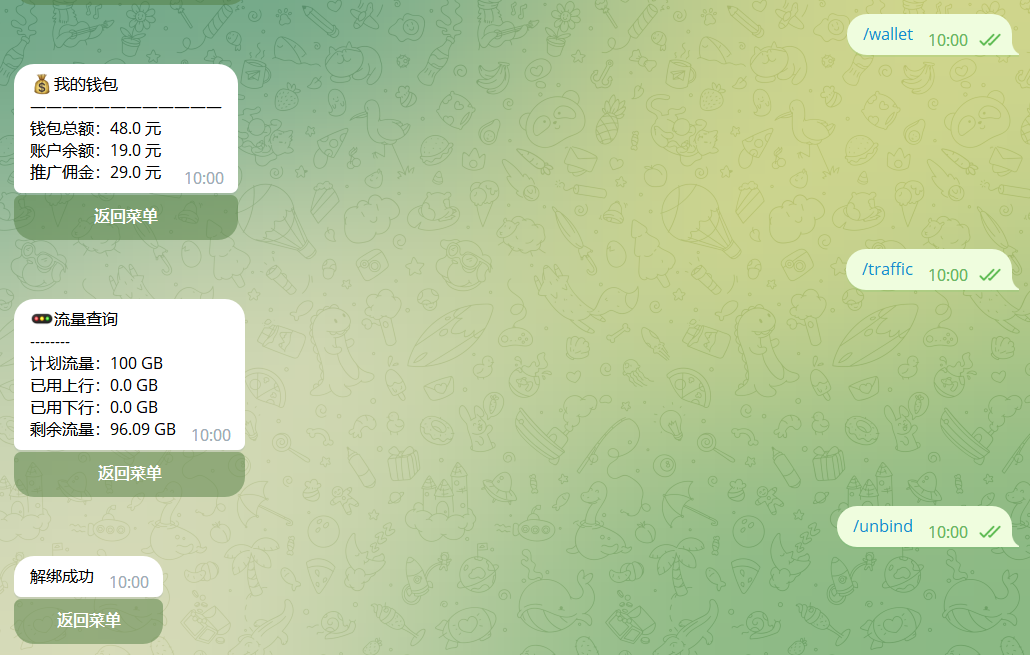 /wallet 10:00
💰我的钱包
————————————
钱包总额：48.0 元
账户余额：19.0 元
推广佣金：29.0 元 10:00
返回菜单
/traffic 10:00
🚥流量查询
--------
计划流量：100 GB
已用上行：0.0 GB
已用下行：0.0 GB
剩余流量：96.09 GB 10:00
返回菜单
/unbind 10:00
解绑成功 10:00
返回菜单